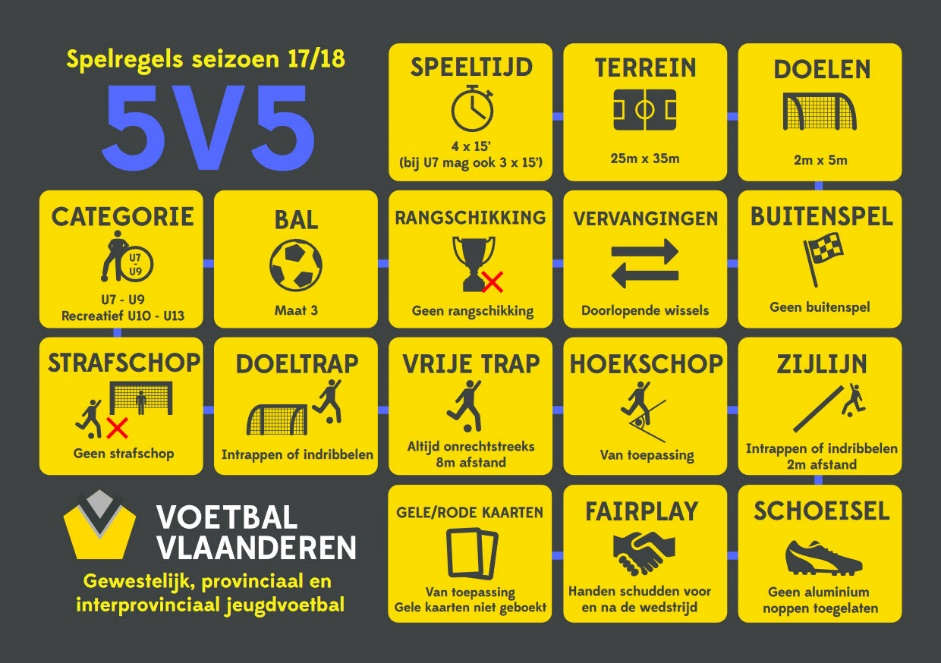 Spelregels seizoen 17/18
5V5
SPEELTIJD
4 x 15'
(bij U7 mag ook 3 x 15')
TERREIN
25m x 35m
DOELEN
2m x 5m
CATEGORIE
U7
-
U9
U7 - U9
Recreatief U10 - U13
BAL
Maat 3
RANGSCHIKKING
Geen rangschikking
VERVANGINGEN
Doorlopende wissels
BUITENSPEL
Geen buitenspel
STRAFSCHOP
Geen strafschop
DOELTRAP
Intrappen of indribbelen
VRIJE TRAP
Altijd onrechtstreeks
8m afstand
HOEKSCHOP
Van toepassing
ZIJLIJN
Intrappen of indribbelen
2m afstand
VOETBAL
VLAANDEREN
Gewestelijk, provinciaal en
interprovinciaal jeugdvoetbal
GELE/RODE KAARTEN
Van toepassing
Gele kaarten niet geboekt
FAIRPLAY
Handen schudden voor
en na de wedstrijd
SCHOEISEL
Geen aluminium
noppen toegelaten